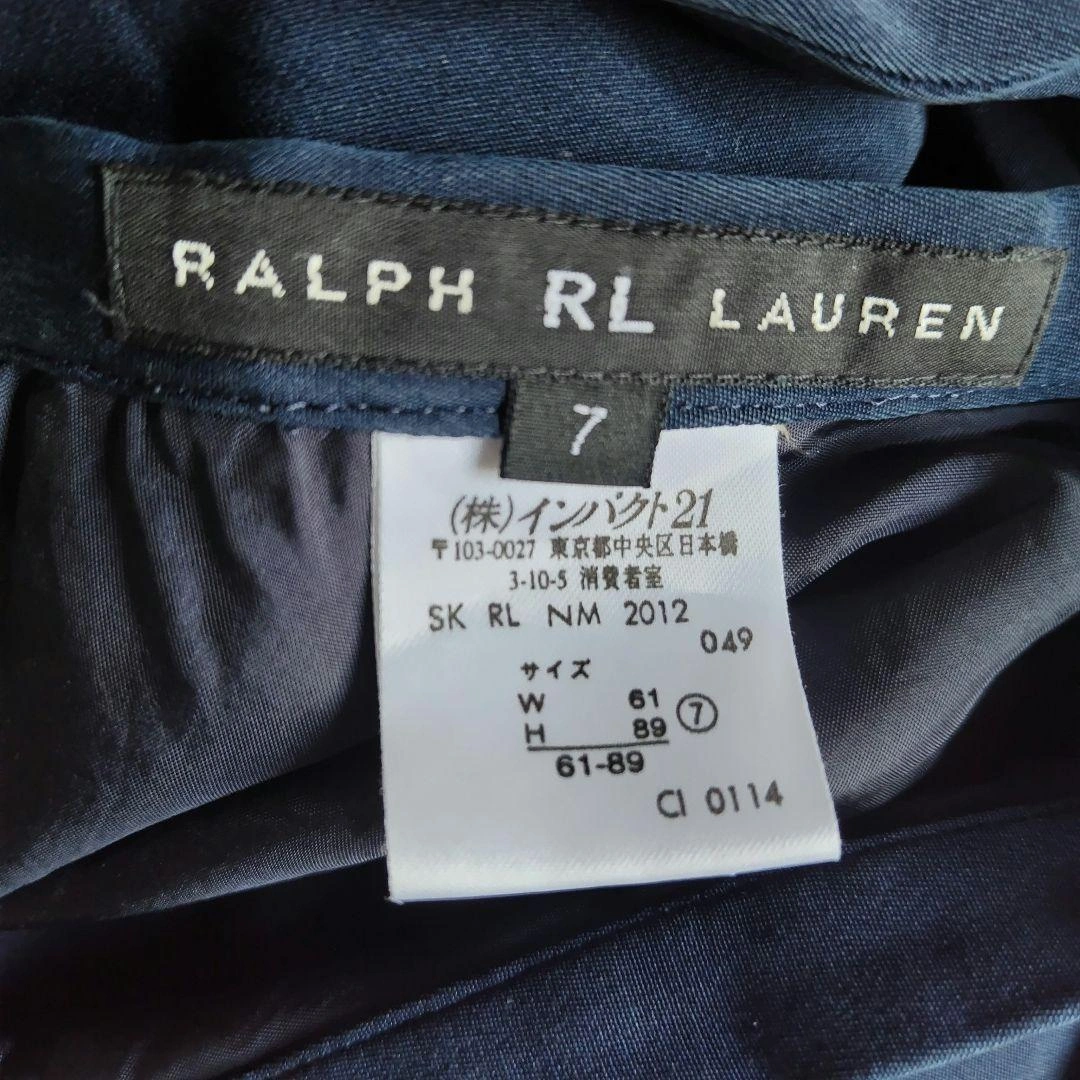 RALPH RL LAUREN
7
(株)インパクト21
〒103-0027 東京都中央区日本橋
3-10-5 消費者室
SK RL NM 2012
049
サイズ
W 61
H 89 ⑦
61-89
CI 0114